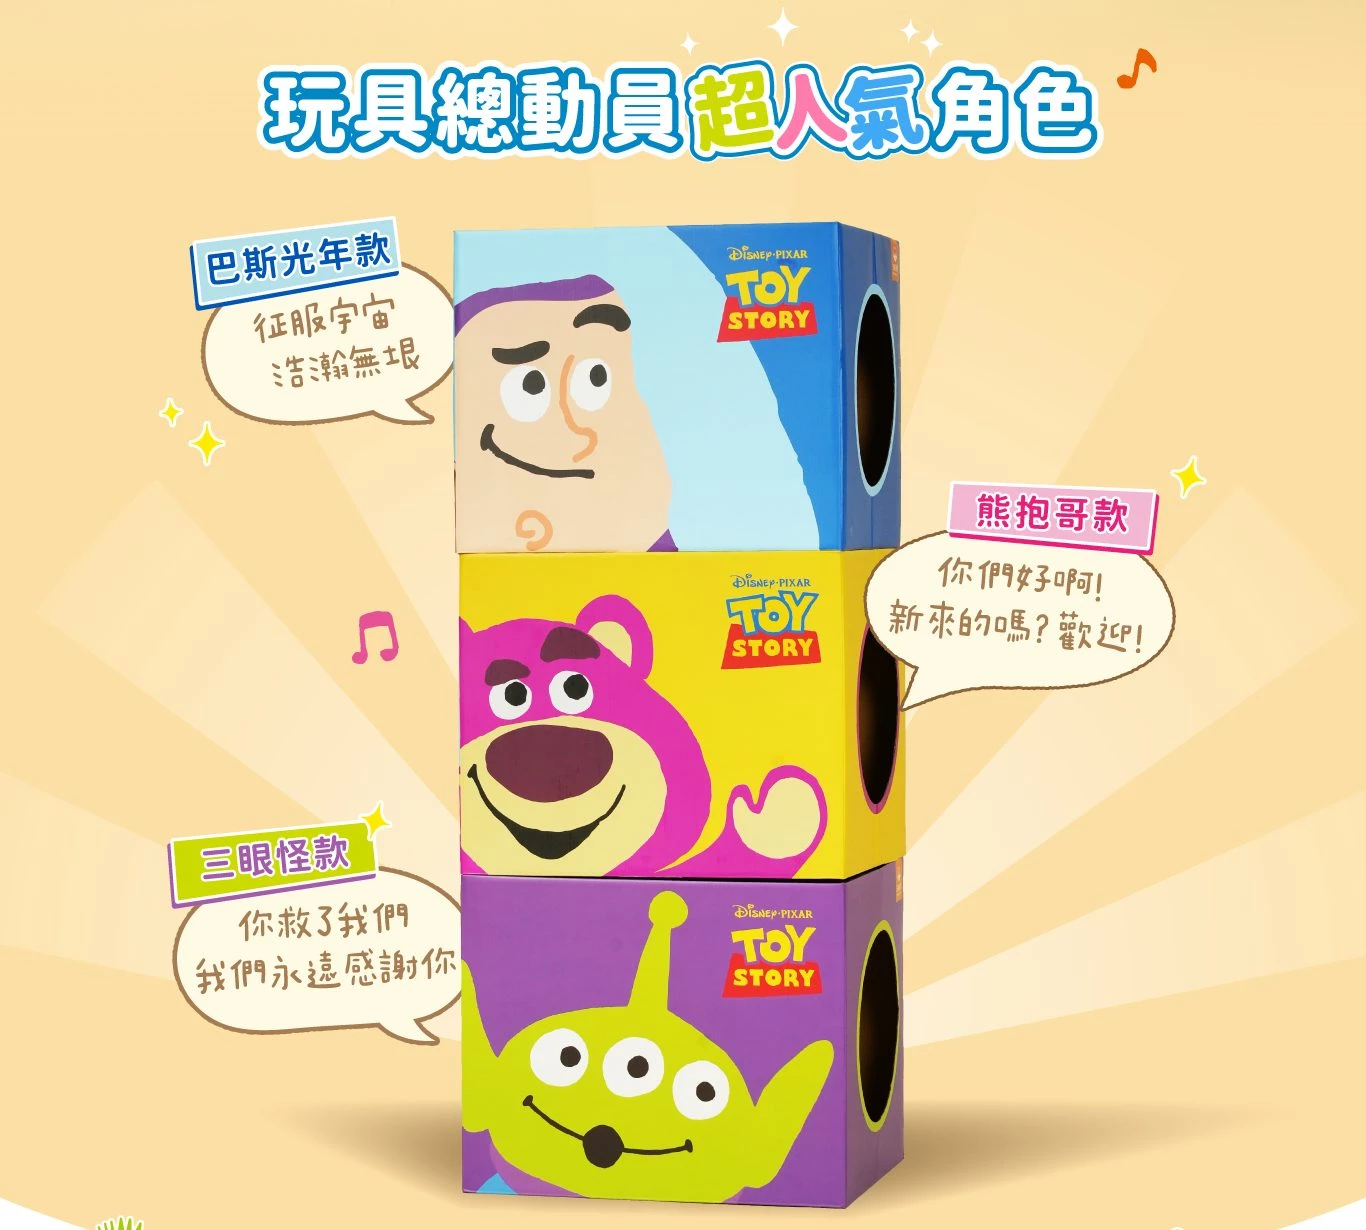 玩具總動員超人氣角色
巴斯光年款
征服宇宙
浩瀚無垠
DISNEY·PIXAR
TOY
STORY
熊抱哥款
你們好啊!
新來的嗎?歡迎!
DISNEY·PIXAR
TOY
STORY
三眼怪款
你救了我們
我們永遠感謝你
DISNEY·PIXAR
TOY
STORY